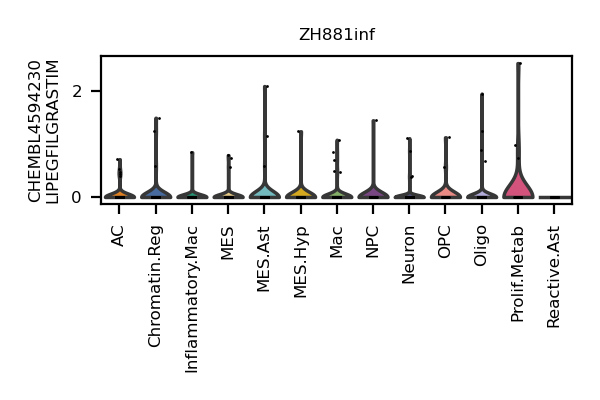 ZH881inf
CHEMBL4594230
LIPEGFILGRASTIM
2
0
AC
Chromatin.Reg
Inflammatory.Mac
MES
MES.Ast
MES.Hyp
Mac
NPC
Neuron
OPC
Oligo
Prolif.Metab
Reactive.Ast